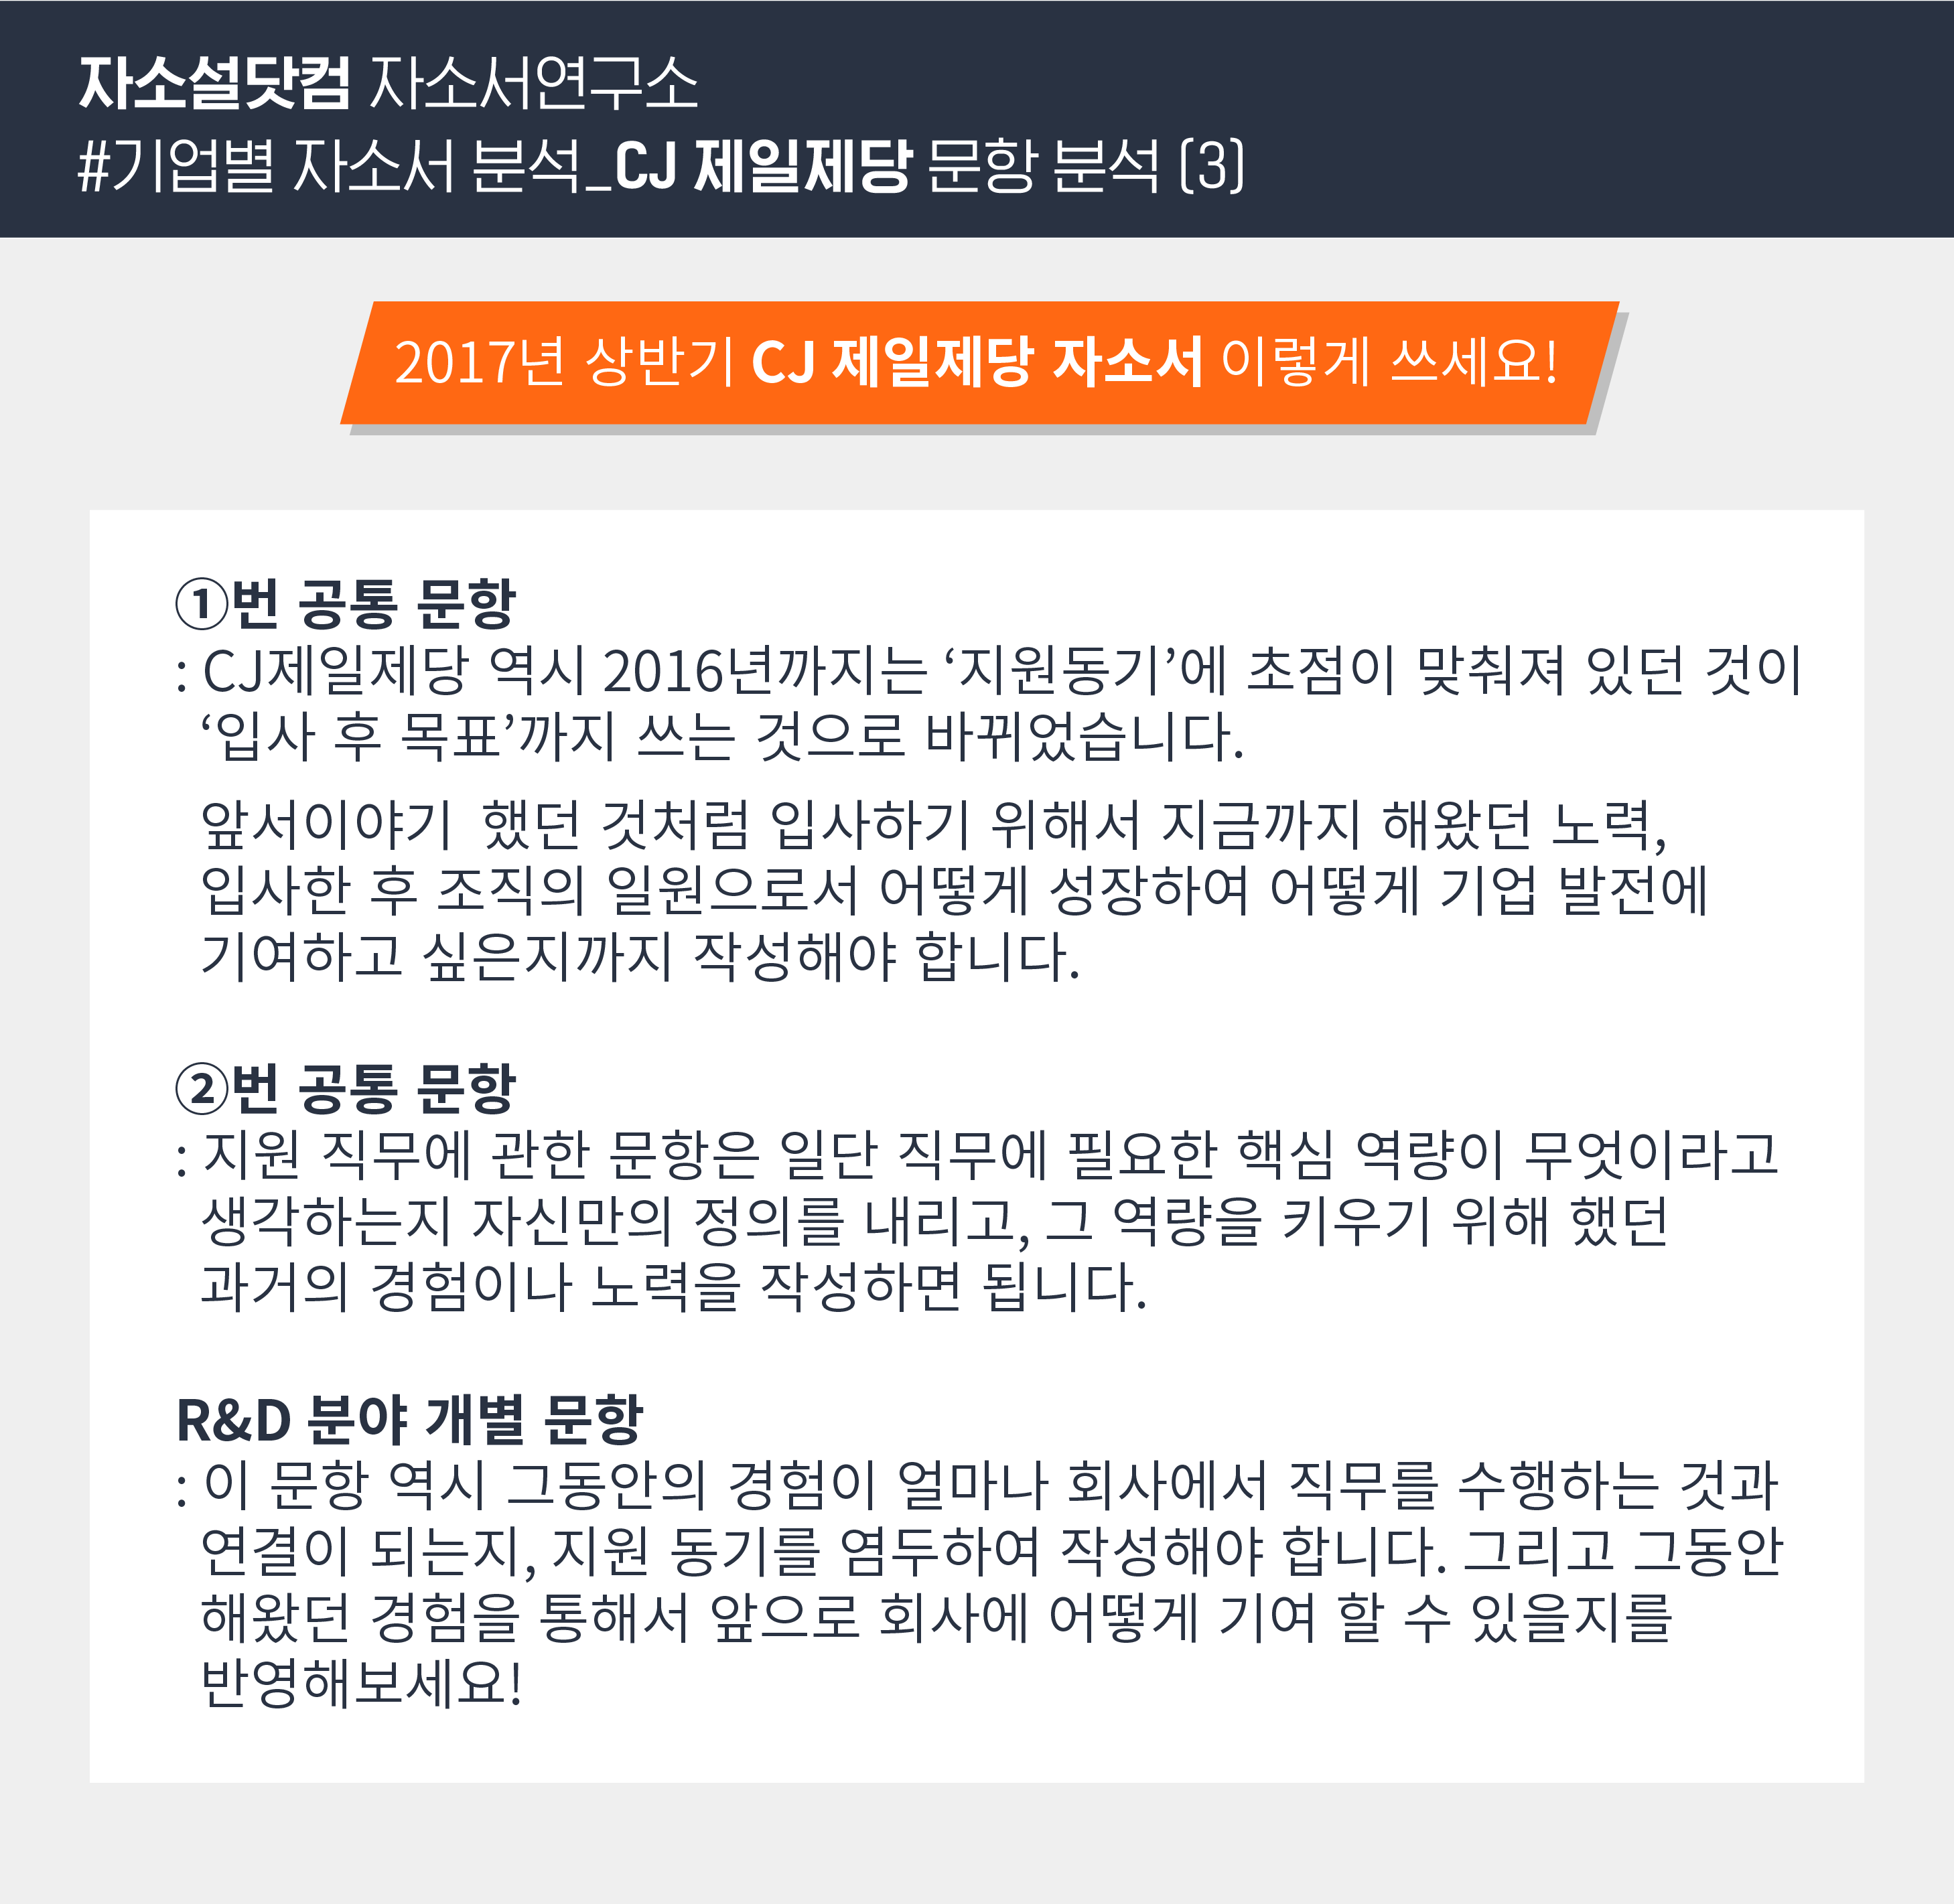 자소설닷컴 자소서연구소
#기업별 자소서 분석_CJ 제일제당 문항 분석 (3)
2017년 상반기 CJ 제일제당 자소서 이렇게 쓰세요!
①번 공통 문항
: CJ제일제당 역시 2016년까지는 ‘지원동기’에 초점이 맞춰져 있던 것이
‘입사 후 목표’까지 쓰는 것으로 바뀌었습니다.
앞서이야기 했던 것처럼 입사하기 위해서 지금까지 해왔던 노력,
입사한 후 조직의 일원으로서 어떻게 성장하여 어떻게 기업 발전에
기여하고 싶은지까지 작성해야 합니다.
②번 공통 문항
: 지원 직무에 관한 문항은 일단 직무에 필요한 핵심 역량이 무엇이라고
생각하는지 자신만의 정의를 내리고, 그 역량을 키우기 위해 했던
과거의 경험이나 노력을 작성하면 됩니다.
R&D 분야 개별 문항
: 이 문항 역시 그동안의 경험이 얼마나 회사에서 직무를 수행하는 것과
연결이 되는지, 지원 동기를 염두하여 작성해야 합니다. 그리고 그동안
해왔던 경험을 통해서 앞으로 회사에 어떻게 기여 할 수 있을지를
반영해보세요!